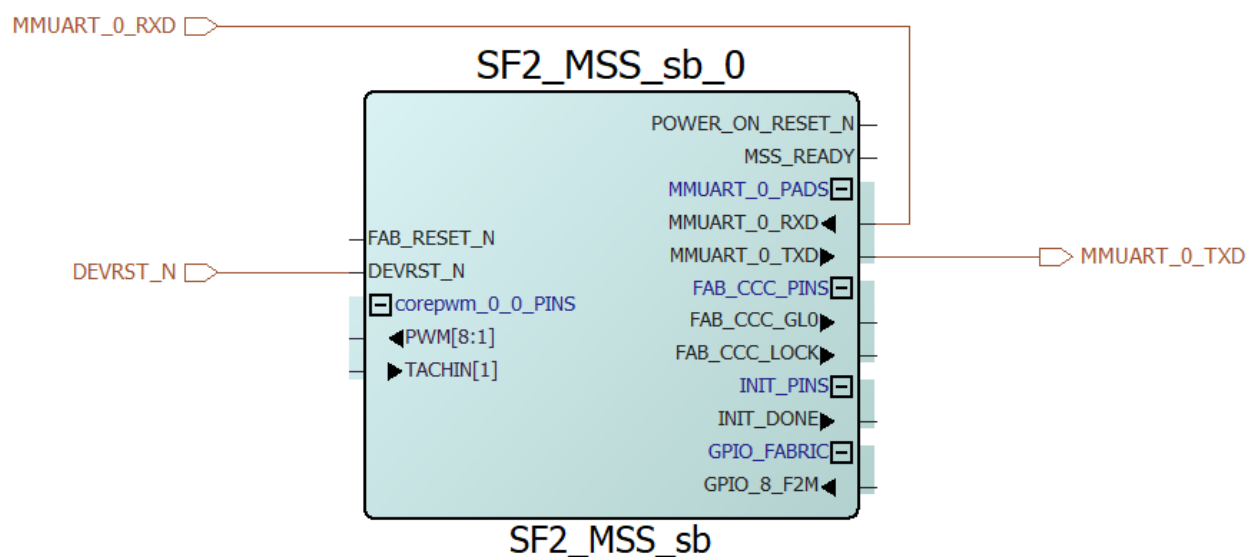 MMUART_0_RXD
SF2_MSS_sb_0
POWER_ON_RESET_N
MSS_READY
MMUART_0_PADS
MMUART_0_RXD
FAB_RESET_N
MMUART_0_TXD
MMUART_0_TXD
DEVRST_N
DEVRST_N
FAB_CCC_PINS
corepwm_0_0_PINS
FAB_CCC_GL0
PWM[8:1]
FAB_CCC_LOCK
TACHIN[1]
INIT_PINS
INIT_DONE
GPIO_FABRIC
GPIO_8_F2M
SF2_MSS_sb